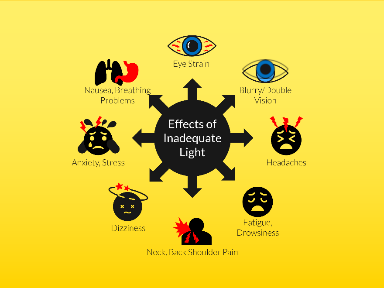 Eye Strain
Nausea, Breathing
Problems
Blurry/Double
Vision
Effects of
Inadequate
Light
Anxiety, Stress
Headaches
Dizziness
Fatigue,
Drowsiness
Neck, Back Shoulder Pain